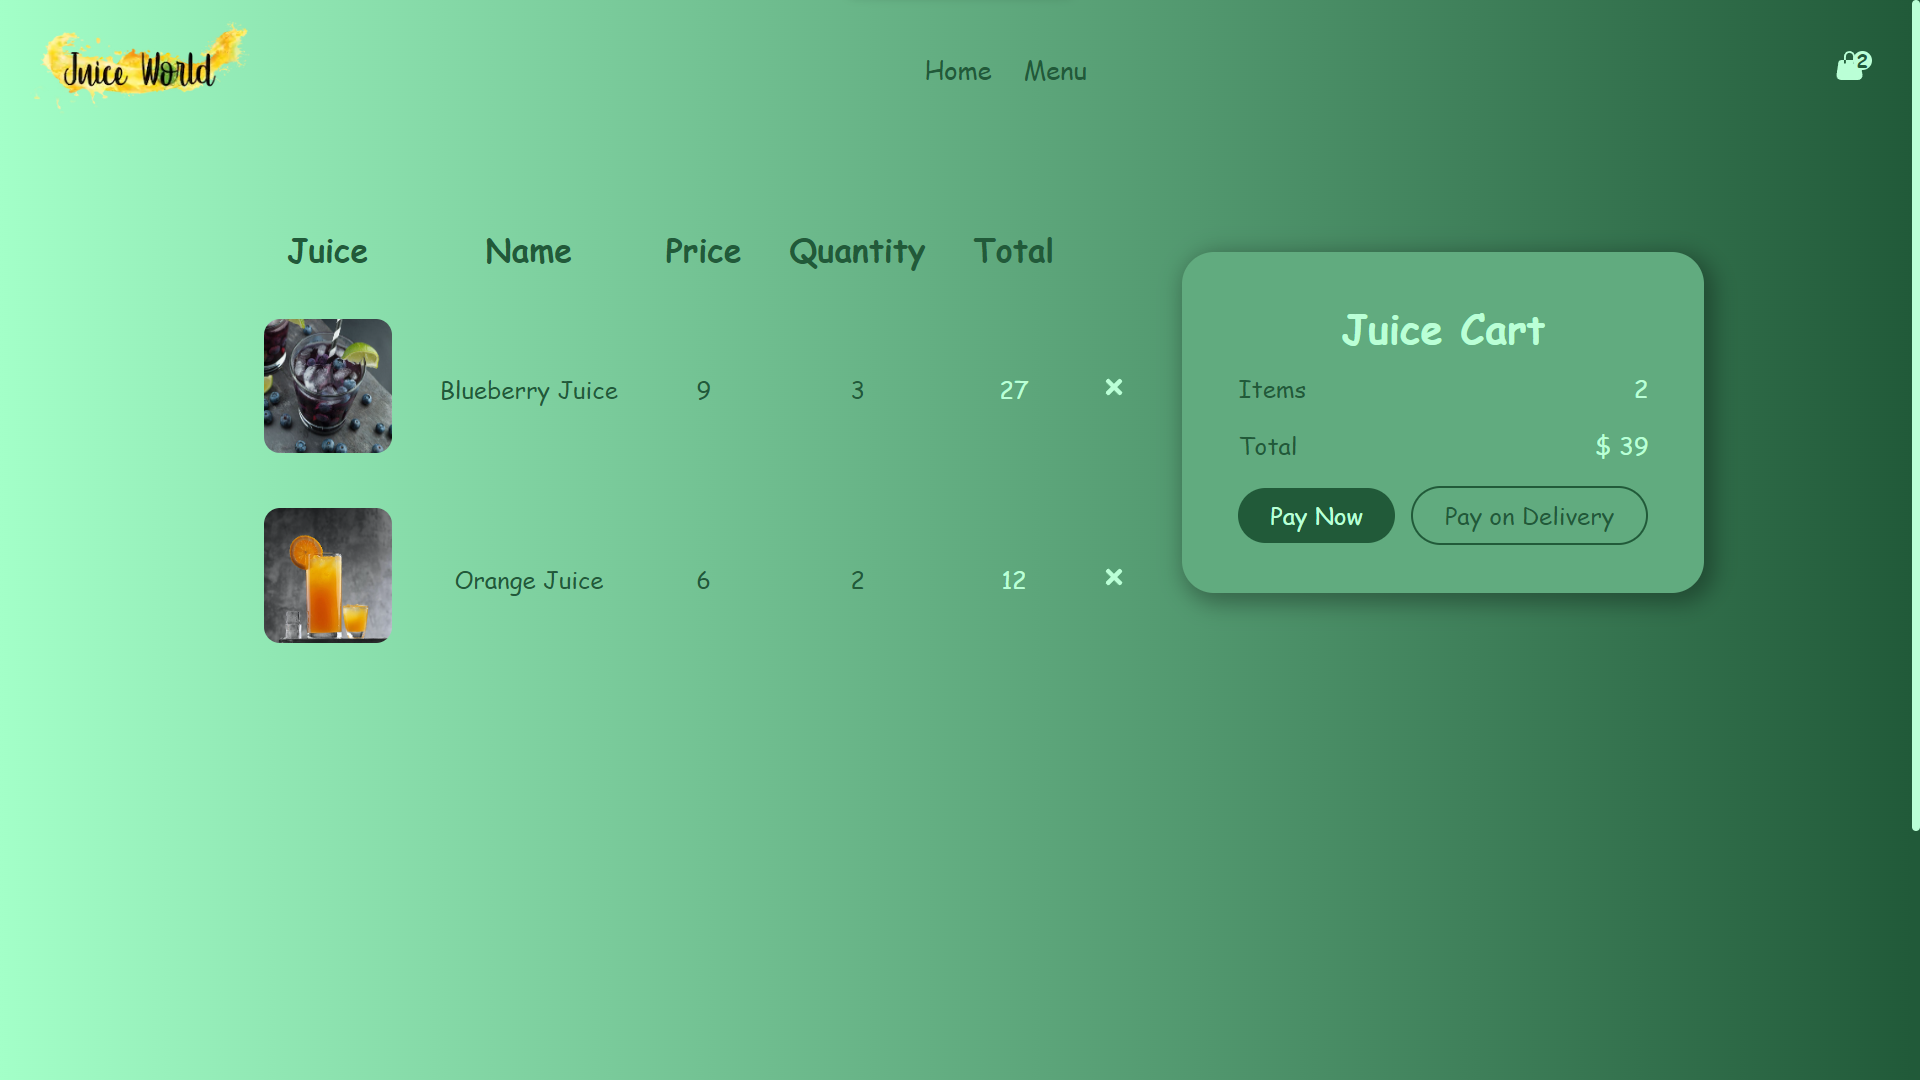 Juice World
Home Menu
2
Juice Name Price Quantity Total
Blueberry Juice 9 3 27
Orange Juice 6 2 12
Juice Cart
Items 2
Total $ 39
Pay Now Pay on Delivery